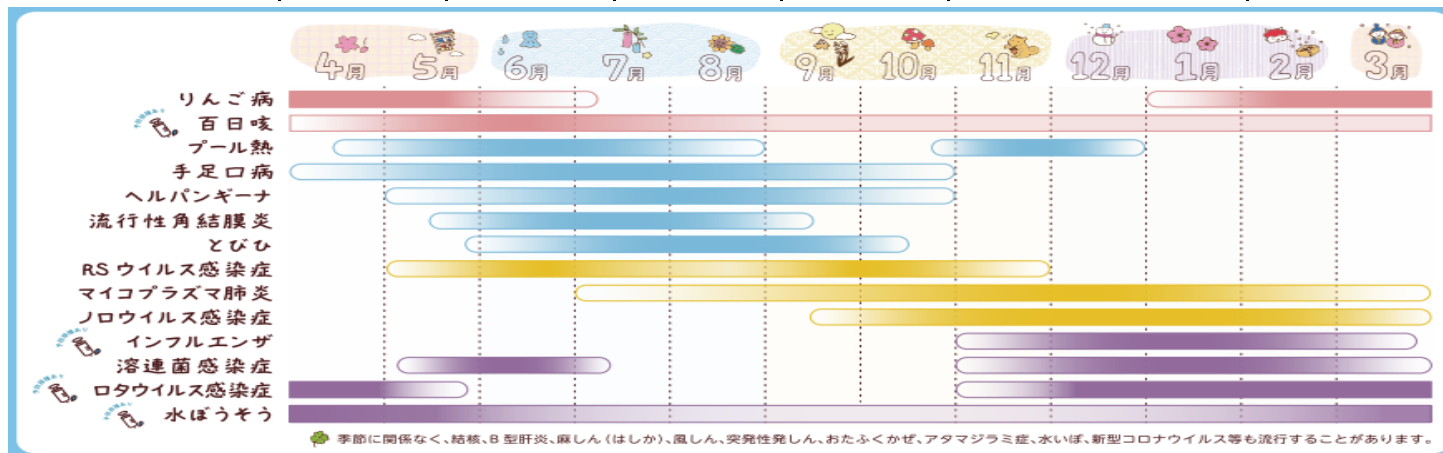 4月 5月 6月 7月 8月 9月 10月 11月 12月 1月 2月 3月
りんご病
百日咳
プール熱
手足口病
ヘルパンギーナ
流行性角結膜炎
とびひ
RSウイルス感染症
マイコプラズマ肺炎
ノロウイルス感染症
インフルエンザ
溶連菌感染症
ロタウイルス感染症
水ぼうそう
季節に関係なく、結核、B型肝炎、麻しん(はしか)、風しん、突発性発しん、おたふくかぜ、アタマジラミ症、水いぼ、新型コロナウイルス等も流行することがあります。